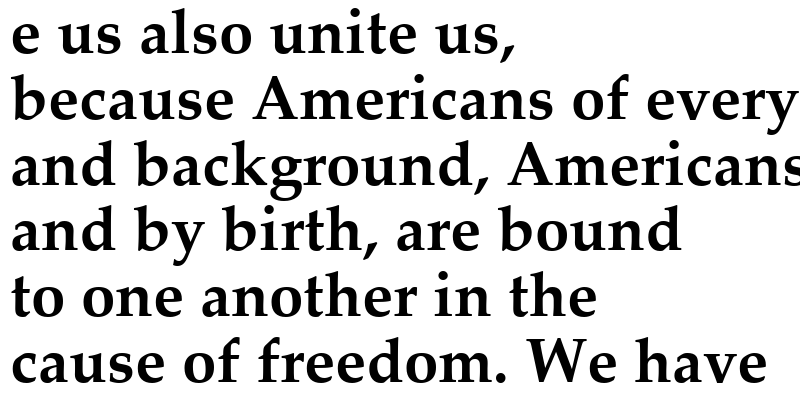 e us also unite us,
because Americans of every
and background, Americans
and by birth, are bound
to one another in the
cause of freedom. We have